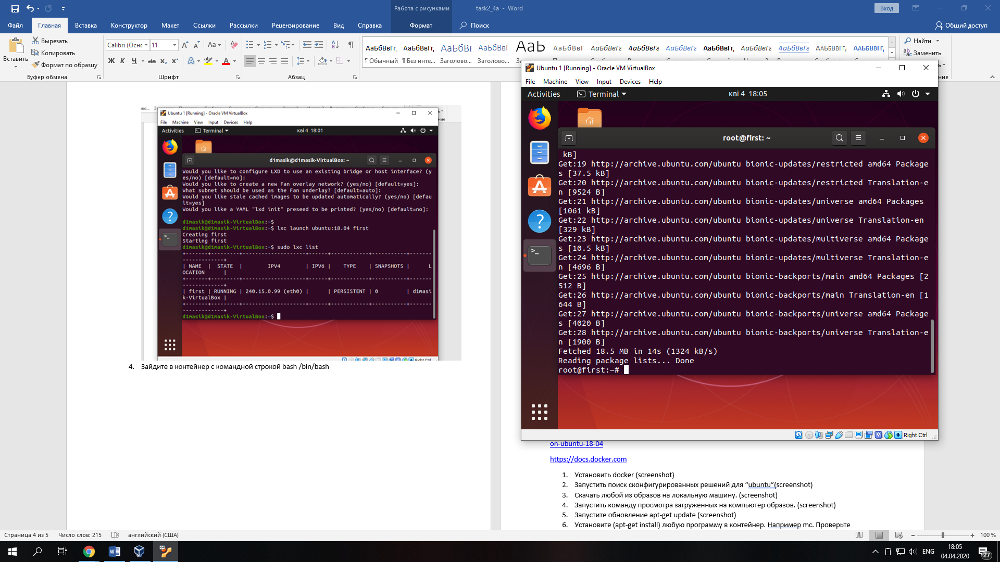 Работа с рисунками
task2_4a - Word
Вход
Файл
Главная
Вставка
Конструктор
Макет
Ссылки
Рассылки
Рецензирование
Вид
Справка
Формат
Поиск
Общий доступ
Вставить
Вырезать
Копировать
Формат по образцу
Буфер обмена
Calibri (Оснс
11
Шрифт
Абзац
АаБбВвГг,
АаБбВвГг,
АаБбВı
АаБбВвГ
АаЬ
АаБбВвГ
АаБбВвГг
АаБбВвГг
АаБбВвГг
АаБбВвГг,
АаБбВвГг
АаБбВвГг
ААББВВГГ,
ААББВВГГ,
¶ Обычный
¶ Без инте...
Заголово...
Заголово...
Найти
Заменить
Ubuntu 1 [Running] - Oracle VM VirtualBox
File Machine View Input Devices Help
Activities
Terminal
кві 4 18:01
d1masik@d1masik-VirtualBox: ~
Would you like to configure LXD to use an existing bridge or host interface? (y
es/no) [default=no]:
Would you like to create a new Fan overlay network? (yes/no) [default=yes]:
What subnet should be used as the Fan underlay? [default=auto]:
Would you like stale cached images to be updated automatically? (yes/no) [defau
lt=yes]
Would you like a YAML "lxd init" preseed to be printed? (yes/no) [default=no]:
d1masik@d1masik-VirtualBox:~$
d1masik@d1masik-VirtualBox:~$ lxc launch ubuntu:18.04 first
Creating first
Starting first
d1masik@d1masik-VirtualBox:~$ sudo lxc list
| NAME | STATE | IPV4 | IPV6 | TYPE | SNAPSHOTS | L
OCATION |
| first | RUNNING | 240.15.0.99 (eth0) | | PERSISTENT | 0 | d1masi
k-VirtualBox |
d1masik@d1masik-VirtualBox:~$
Right Ctrl
4. Зайдите в контейнер с командной строкой bash /bin/bash
Ubuntu 1 [Running] - Oracle VM VirtualBox
File Machine View Input Devices Help
Activities
Terminal
кві 4 18:05
root@first: ~
kB]
Get:19 http://archive.ubuntu.com/ubuntu bionic-updates/restricted amd64 Package
s [37.5 kB]
Get:20 http://archive.ubuntu.com/ubuntu bionic-updates/restricted Translation-e
n [9524 B]
Get:21 http://archive.ubuntu.com/ubuntu bionic-updates/universe amd64 Packages
[1061 kB]
Get:22 http://archive.ubuntu.com/ubuntu bionic-updates/universe Translation-en
[329 kB]
Get:23 http://archive.ubuntu.com/ubuntu bionic-updates/multiverse amd64 Package
s [10.5 kB]
Get:24 http://archive.ubuntu.com/ubuntu bionic-updates/multiverse Translation-e
n [4696 B]
Get:25 http://archive.ubuntu.com/ubuntu bionic-backports/main amd64 Packages [2
512 B]
Get:26 http://archive.ubuntu.com/ubuntu bionic-backports/main Translation-en [1
644 B]
Get:27 http://archive.ubuntu.com/ubuntu bionic-backports/universe amd64 Package
s [4020 B]
Get:28 http://archive.ubuntu.com/ubuntu bionic-backports/universe Translation-e
n [1900 B]
Fetched 18.5 MB in 14s (1324 kB/s)
Reading package lists... Done
root@first:~#
Right Ctrl
on-ubuntu-18-04
https://docs.docker.com
1. Установить docker (screenshot)
2. Запустить поиск сконфигурированных решений для “ubuntu”(screenshot)
3. Скачать любой из образов на локальную машину. (screenshot)
4. Запустить команду просмотра загруженных на компьютер образов. (screenshot)
5. Запустите обновление apt-get update (screenshot)
6. Установите (apt-get install) любую программу в контейнер. Например mc. Проверьте
Страница 4 из 5
Число слов: 215
английский (США)
100 %
ENG
18:05
04.04.2020
27